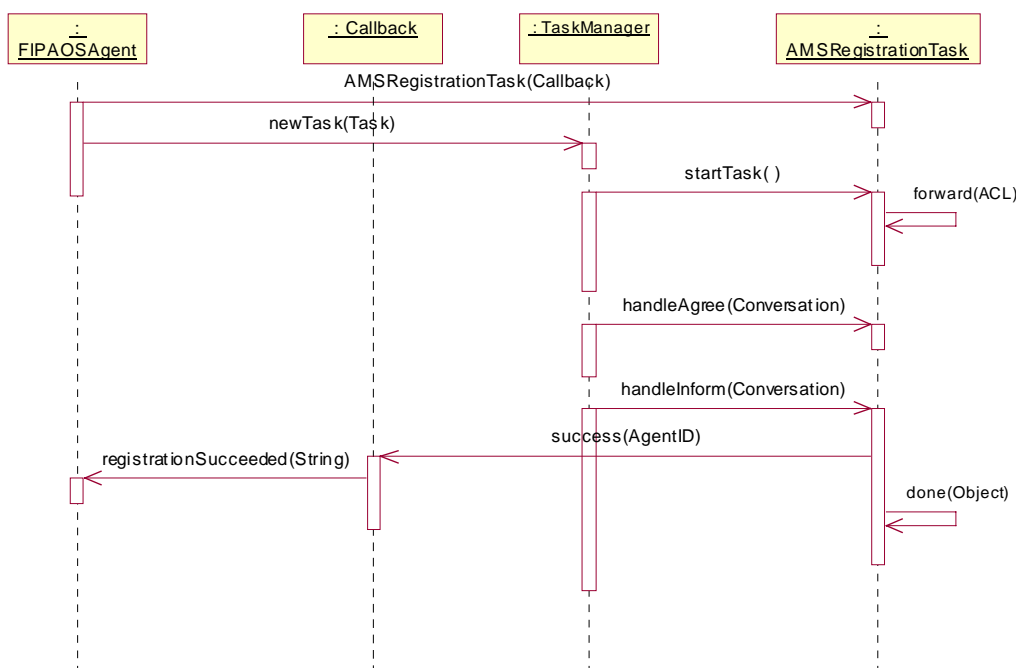 :
FIPAOSAgent
: Callback
: TaskManager
:
AMSRegistrationTask
AMSRegistrationTask(Callback)
newTask(Task)
startTask( )
forward(ACL)
handleAgree(Conversation)
handleInform(Conversation)
success(AgentID)
registrationSucceeded(String)
done(Object)